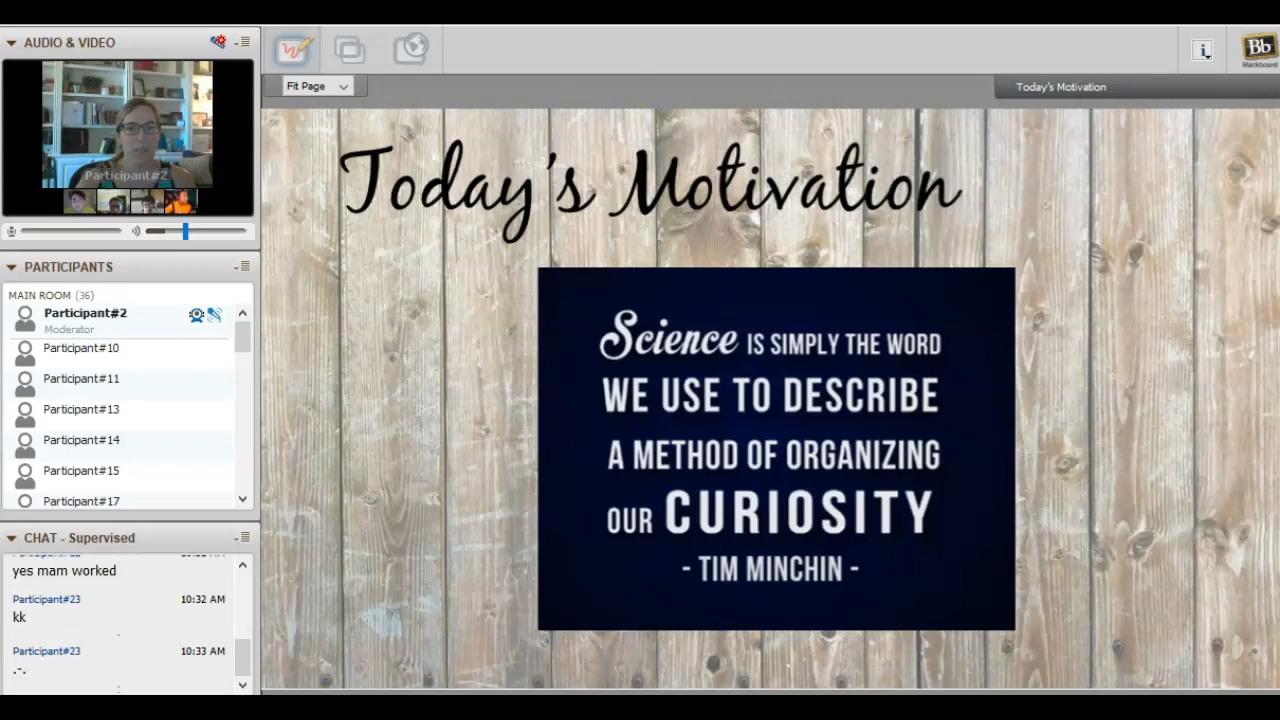 AUDIO & VIDEO
Participant#2
PARTICIPANTS
MAIN ROOM (36)
Participant#2
Moderator
Participant#10
Participant#11
Participant#13
Participant#14
Participant#15
Participant#17
CHAT - Supervised
yes mam worked
Participant#23 10:32 AM
kk
Participant#23 10:33 AM
.-.
Fit Page
i
Bb
Blackboard
Today's Motivation
Today's Motivation
Science IS SIMPLY THE WORD
WE USE TO DESCRIBE
A METHOD OF ORGANIZING
OUR CURIOSITY
- TIM MINCHIN -